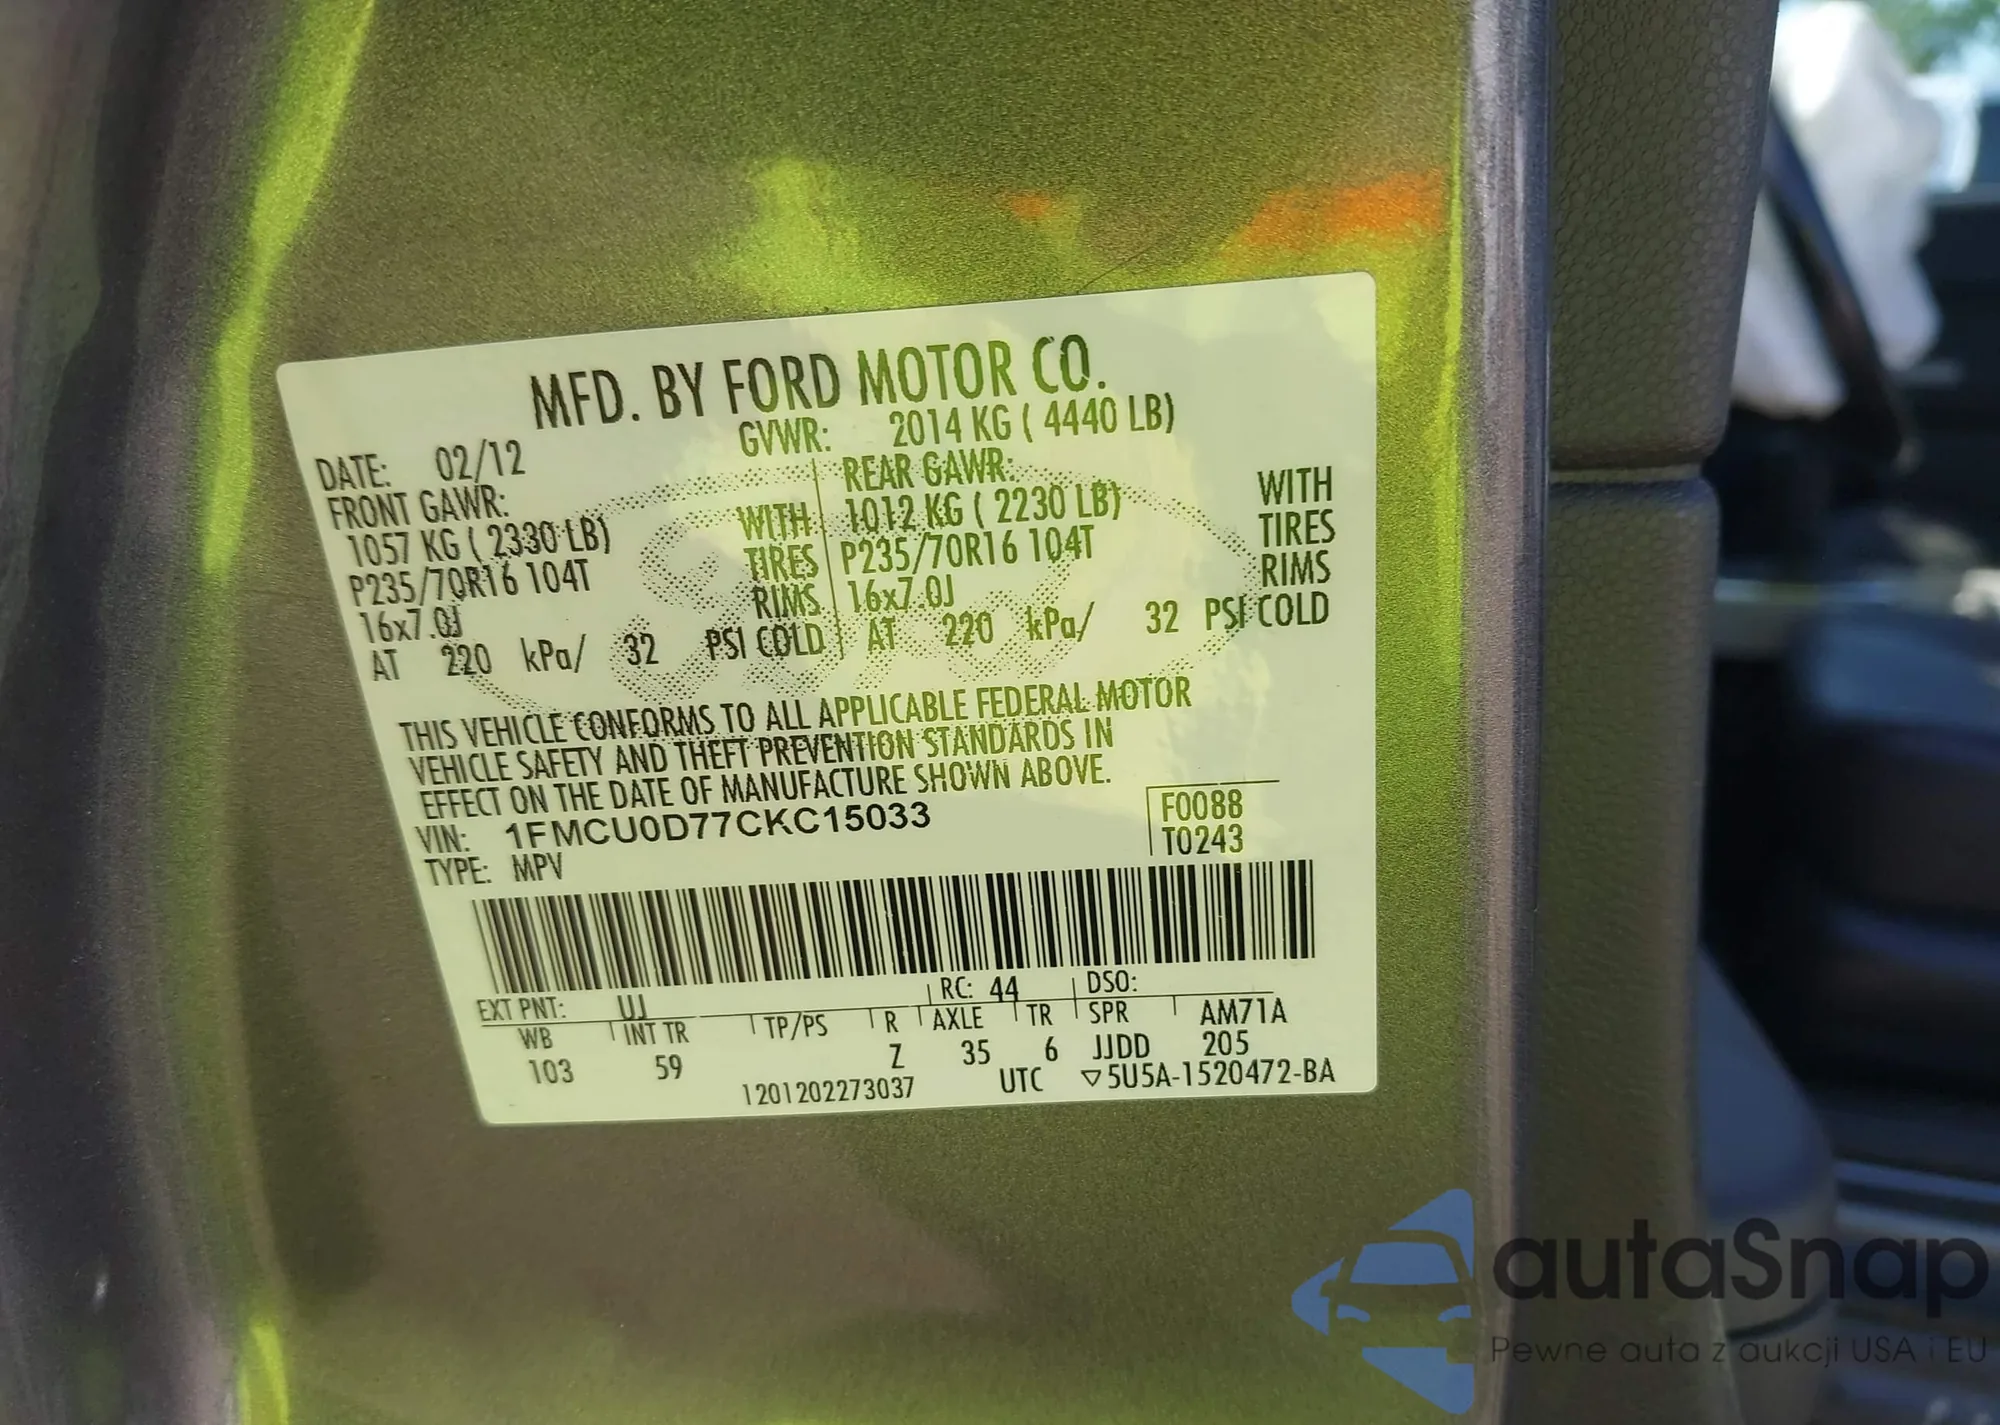 MFD. BY FORD MOTOR CO.
DATE: 02/12 GVWR: 2014 KG ( 4440 LB)
FRONT GAWR: REAR GAWR:
1057 KG ( 2330 LB) WITH 1012 KG ( 2230 LB) WITH
P235/70R16 104T TIRES P235/70R16 104T TIRES
16x7.0J RIMS 16x7.0J RIMS
AT 220 kPa/ 32 PSI COLD AT 220 kPa/ 32 PSI COLD
THIS VEHICLE CONFORMS TO ALL APPLICABLE FEDERAL MOTOR
VEHICLE SAFETY AND THEFT PREVENTION STANDARDS IN
EFFECT ON THE DATE OF MANUFACTURE SHOWN ABOVE.
VIN: 1FMCU0D77CKC15033 F0088
TYPE: MPV T0243
EXT PNT: UJ RC: 44 DSO:
WB INT TR TP/PS R AXLE TR SPR AM71A
103 59 Z 35 6 JJDD 205
1201202273037 UTC ▽5U5A-1520472-BA
autaSnap
Pewne auta z aukcji USA i EU